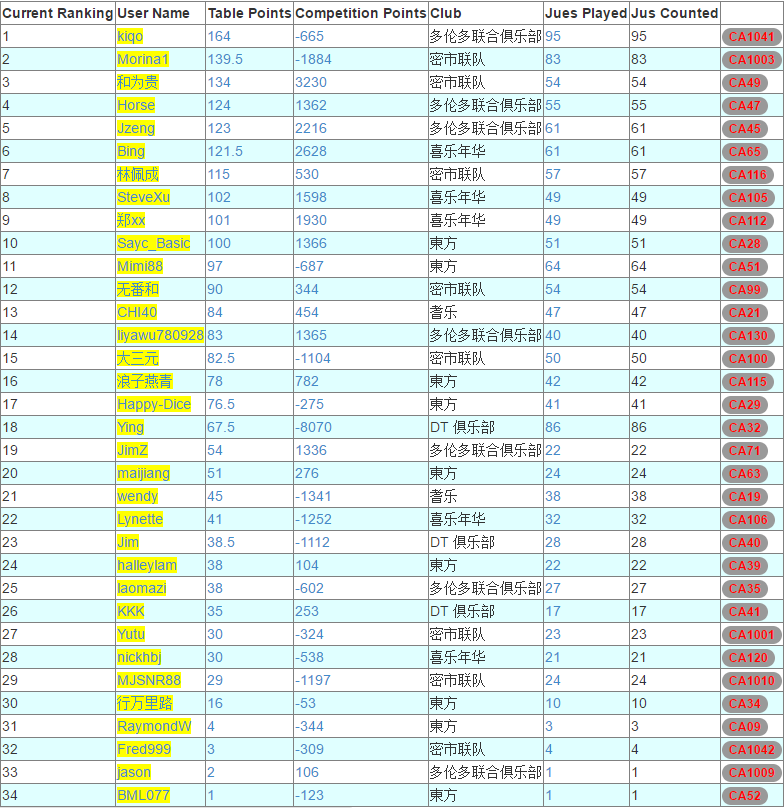 Current Ranking User Name Table Points Competition Points Club Jues Played Jus Counted
1 kiqo 164 -665 多伦多联合俱乐部 95 95 CA1041
2 Morina1 139.5 -1884 密市联队 83 83 CA1003
3 和为贵 134 3230 密市联队 54 54 CA49
4 Horse 124 1362 多伦多联合俱乐部 55 55 CA47
5 Jzeng 123 2216 多伦多联合俱乐部 61 61 CA45
6 Bing 121.5 2628 喜乐年华 61 61 CA65
7 林佩成 115 530 密市联队 57 57 CA116
8 SteveXu 102 1598 喜乐年华 49 49 CA105
9 郑xx 101 1930 喜乐年华 49 49 CA112
10 Sayc_Basic 100 1366 東方 51 51 CA28
11 Mimi88 97 -687 東方 64 64 CA51
12 无番和 90 344 密市联队 54 54 CA99
13 CHI40 84 454 耆乐 47 47 CA21
14 liyawu780928 83 1365 多伦多联合俱乐部 40 40 CA130
15 大三元 82.5 -1104 密市联队 50 50 CA100
16 浪子燕青 78 782 東方 42 42 CA115
17 Happy-Dice 76.5 -275 東方 41 41 CA29
18 Ying 67.5 -8070 DT 俱乐部 86 86 CA32
19 JimZ 54 1336 多伦多联合俱乐部 22 22 CA71
20 maijiang 51 276 東方 24 24 CA63
21 wendy 45 -1341 耆乐 38 38 CA19
22 Lynette 41 -1252 喜乐年华 32 32 CA106
23 Jim 38.5 -1112 DT 俱乐部 28 28 CA40
24 halleylam 38 104 東方 22 22 CA39
25 laomazi 38 -602 多伦多联合俱乐部 27 27 CA35
26 KKK 35 253 DT 俱乐部 17 17 CA41
27 Yutu 30 -324 密市联队 23 23 CA1001
28 nickhbj 30 -538 喜乐年华 21 21 CA120
29 MJSNR88 29 -1197 密市联队 24 24 CA1010
30 行万里路 16 -53 東方 10 10 CA34
31 RaymondW 4 -344 東方 3 3 CA09
32 Fred999 3 -309 密市联队 4 4 CA1042
33 jason 2 106 多伦多联合俱乐部 1 1 CA1009
34 BML077 1 -123 東方 1 1 CA52